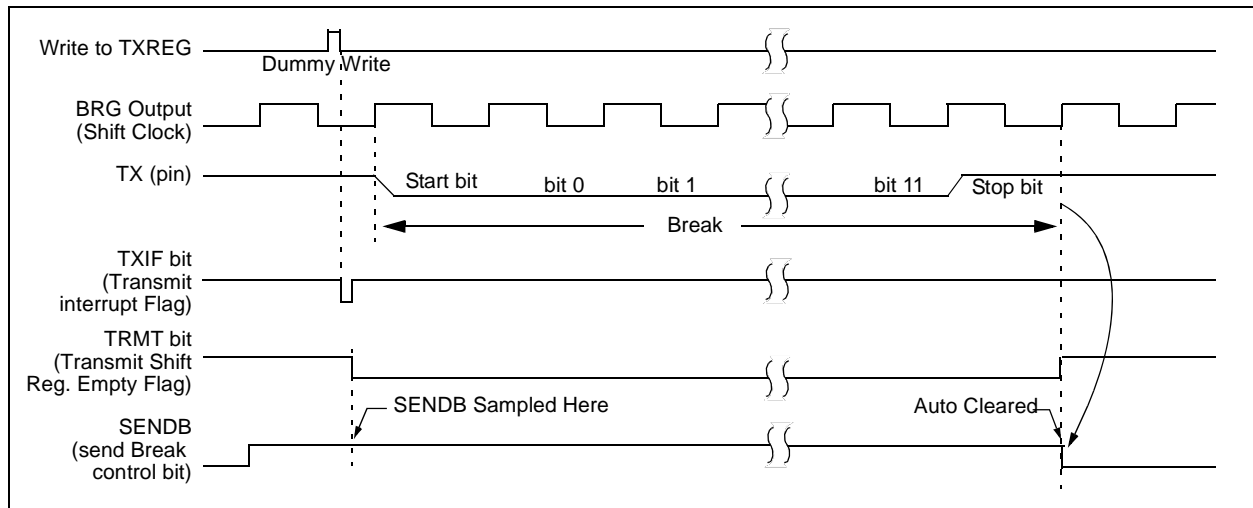 Write to TXREG
Dummy Write
BRG Output
(Shift Clock)
TX (pin)
Start bit
bit 0
bit 1
bit 11
Stop bit
Break
TXIF bit
(Transmit
interrupt Flag)
TRMT bit
(Transmit Shift
Reg. Empty Flag)
SENDB Sampled Here
Auto Cleared
SENDB
(send Break
control bit)